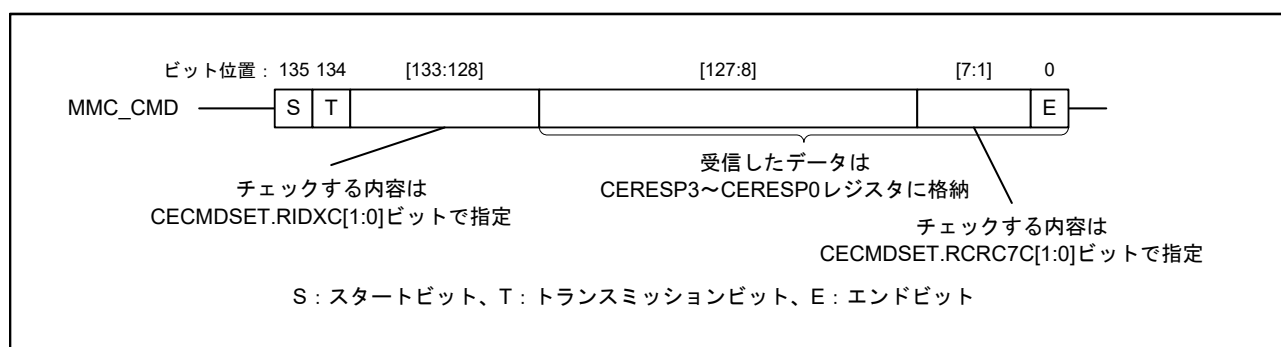 ビット位置： 135 134 [133:128] [127:8] [7:1] 0
MMC_CMD S T E
受信したデータは
CERESP3～CERESP0レジスタに格納
チェックする内容は
CECMDSET.RIDXC[1:0]ビットで指定
チェックする内容は
CECMDSET.RCRC7C[1:0]ビットで指定
S：スタートビット、T：トランスミッションビット、E：エンドビット